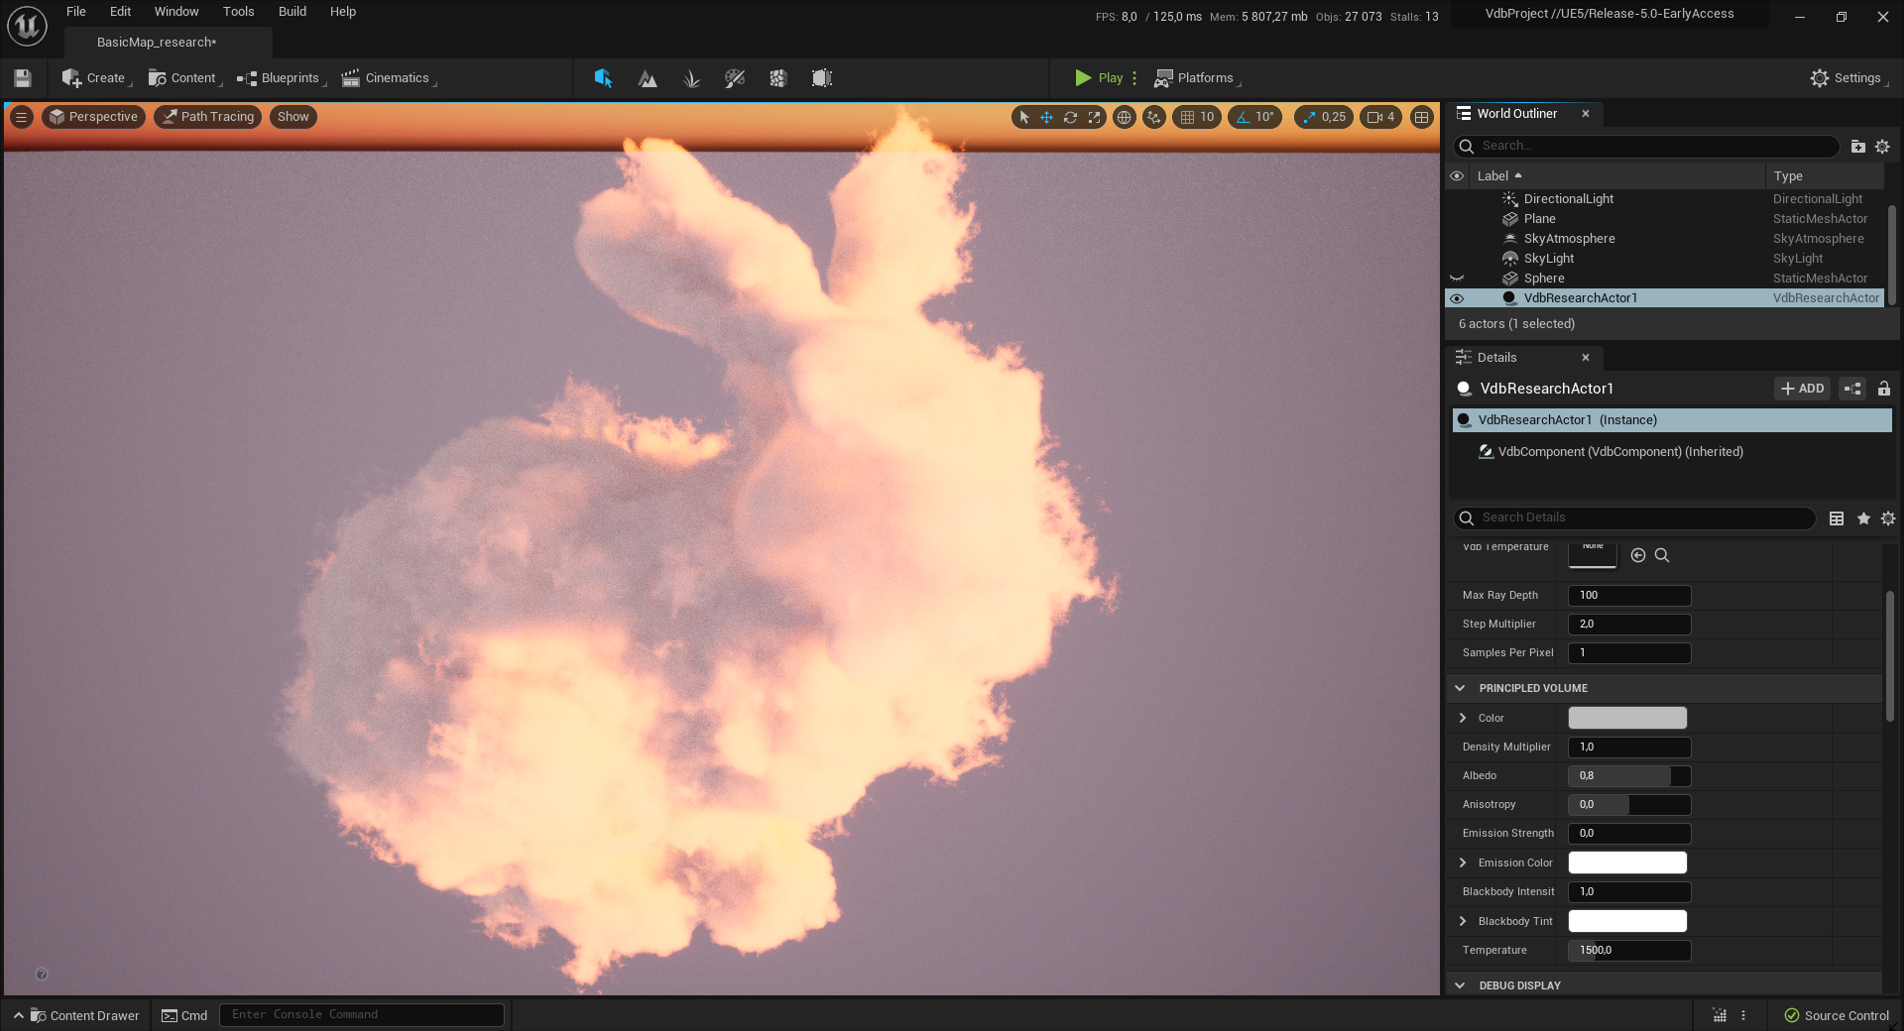 File Edit Window Tools Build Help
FPS: 8,0 / 125,0 ms Mem: 5 807,27 mb Objs: 27 073 Stalls: 13
VdbProject //UE5/Release-5.0-EarlyAccess
BasicMap_research*
Create Content Blueprints Cinematics Play Platforms Settings
Perspective Path Tracing Show 10 10° 0,25 4
World Outliner
Search...
Label Type
DirectionalLight DirectionalLight
Plane StaticMeshActor
SkyAtmosphere SkyAtmosphere
SkyLight SkyLight
Sphere StaticMeshActor
VdbResearchActor1 VdbResearchActor
6 actors (1 selected)
Details
VdbResearchActor1 ADD
VdbResearchActor1 (Instance)
VdbComponent (VdbComponent) (Inherited)
Search Details
Vdb Temperature None
Max Ray Depth 100
Step Multiplier 2,0
Samples Per Pixel 1
PRINCIPLED VOLUME
Color
Density Multiplier 1,0
Albedo 0,8
Anisotropy 0,0
Emission Strength 0,0
Emission Color
Blackbody Intensit 1,0
Blackbody Tint
Temperature 1500,0
DEBUG DISPLAY
Content Drawer Cmd Enter Console Command Source Control